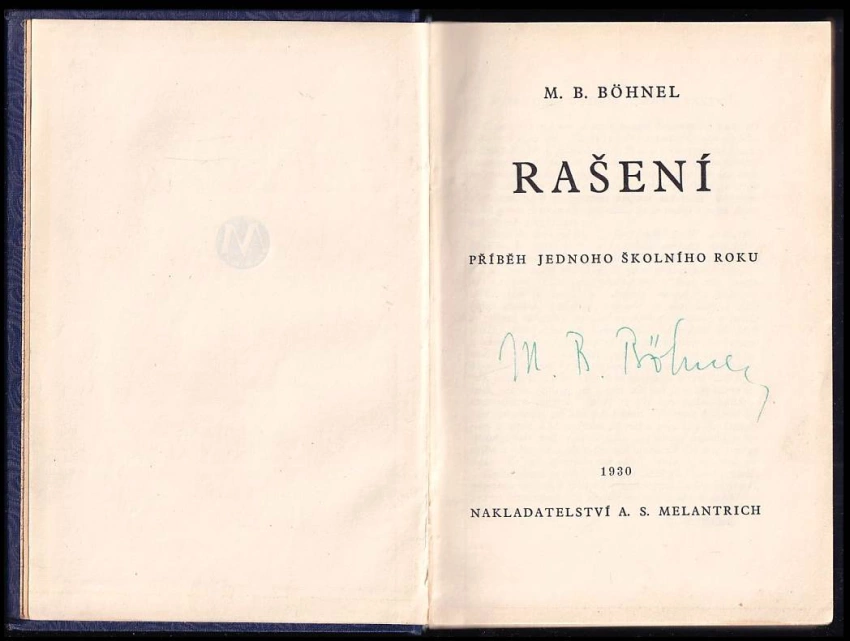 M. B. BÖHNEL
RAŠENÍ
PŘÍBĚH JEDNOHO ŠKOLNÍHO ROKU
M. B. Böhnel
1930
NAKLADATELSTVÍ A. S. MELANTRICH